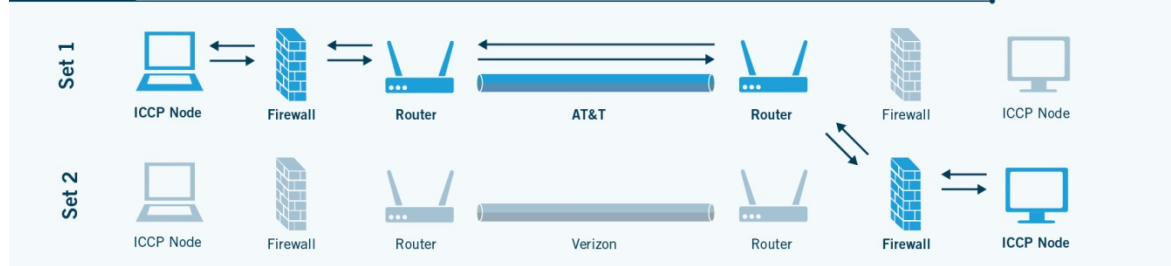 Set 1
ICCP Node
Firewall
Router
AT&T
Router
Firewall
ICCP Node
Set 2
ICCP Node
Firewall
Router
Verizon
Router
Firewall
ICCP Node